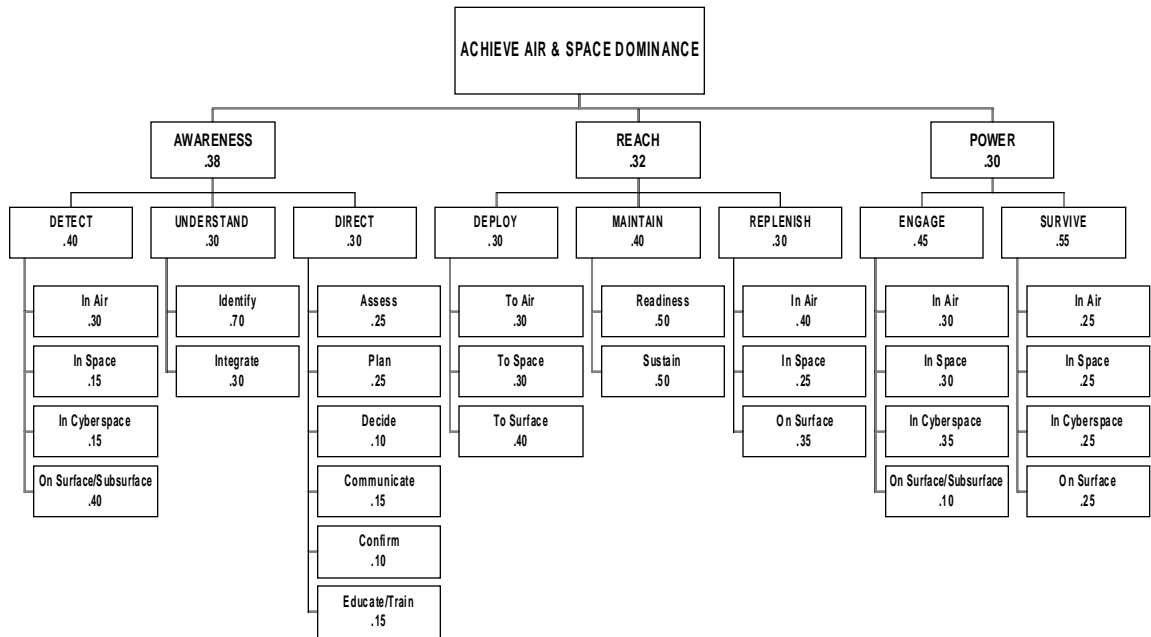 ACHIEVE AIR & SPACE DOMINANCE
AWARENESS
.38
REACH
.32
POWER
.30
DETECT
.40
UNDERSTAND
.30
DIRECT
.30
DEPLOY
.30
MAINTAIN
.40
REPLENISH
.30
ENGAGE
.45
SURVIVE
.55
In Air
.30
In Space
.15
In Cyberspace
.15
On Surface/Subsurface
.40
Identify
.70
Integrate
.30
Assess
.25
Plan
.25
Decide
.10
Communicate
.15
Confirm
.10
Educate/Train
.15
To Air
.30
To Space
.30
To Surface
.40
Readiness
.50
Sustain
.50
In Air
.40
In Space
.25
On Surface
.35
In Air
.30
In Space
.30
In Cyberspace
.35
On Surface/Subsurface
.10
In Air
.25
In Space
.25
In Cyberspace
.25
On Surface
.25